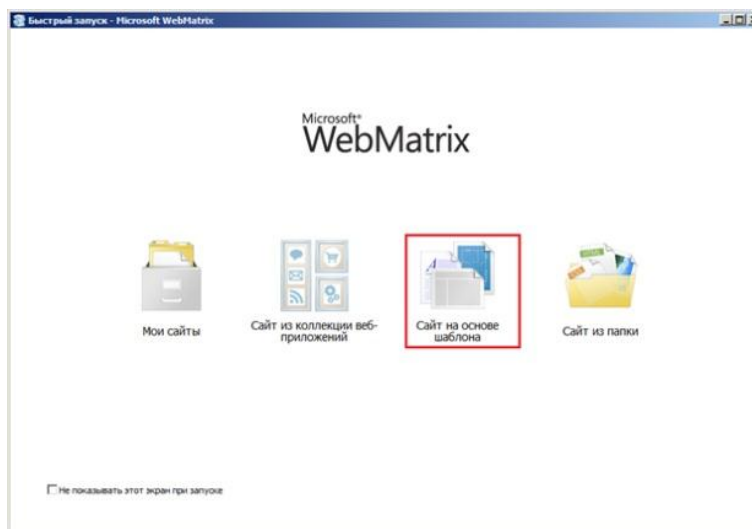 Быстрый запуск - Microsoft WebMatrix
Microsoft®
WebMatrix
Мои сайты
Сайт из коллекции веб-
приложений
Сайт на основе
шаблона
Сайт из папки
Не показывать этот экран при запуске